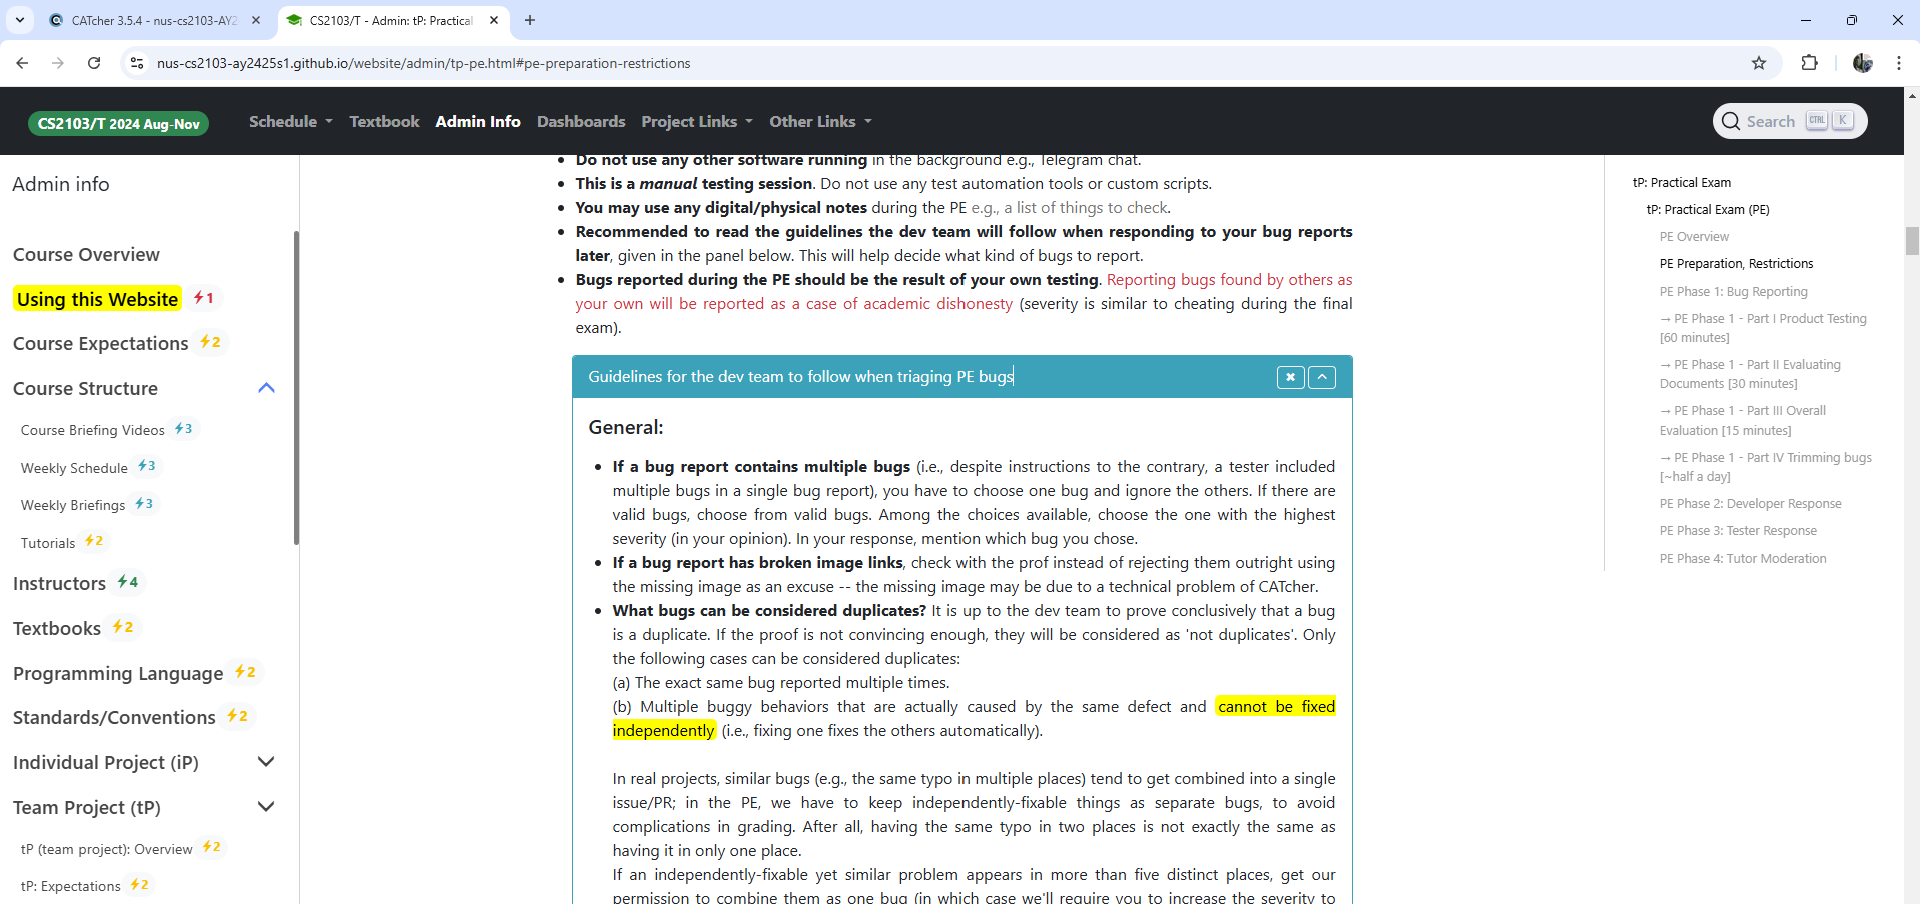 CATcher 3.5.4 - nus-cs2103-AY2
CS2103/T - Admin: tP: Practical
nus-cs2103-ay2425s1.github.io/website/admin/tp-pe.html#pe-preparation-restrictions
CS2103/T 2024 Aug-Nov
Schedule
Textbook
Admin Info
Dashboards
Project Links
Other Links
Search CTRL K
Admin info
Course Overview
Using this Website 1
Course Expectations 2
Course Structure
Course Briefing Videos 3
Weekly Schedule 3
Weekly Briefings 3
Tutorials 2
Instructors 4
Textbooks 2
Programming Language 2
Standards/Conventions 2
Individual Project (iP)
Team Project (tP)
tP (team project): Overview 2
tP: Expectations 2
• Do not use any other software running in the background e.g., Telegram chat.
• This is a manual testing session. Do not use any test automation tools or custom scripts.
• You may use any digital/physical notes during the PE e.g., a list of things to check.
• Recommended to read the guidelines the dev team will follow when responding to your bug reports
later, given in the panel below. This will help decide what kind of bugs to report.
• Bugs reported during the PE should be the result of your own testing. Reporting bugs found by others as
your own will be reported as a case of academic dishonesty (severity is similar to cheating during the final
exam).
Guidelines for the dev team to follow when triaging PE bugs
General:
• If a bug report contains multiple bugs (i.e., despite instructions to the contrary, a tester included
multiple bugs in a single bug report), you have to choose one bug and ignore the others. If there are
valid bugs, choose from valid bugs. Among the choices available, choose the one with the highest
severity (in your opinion). In your response, mention which bug you chose.
• If a bug report has broken image links, check with the prof instead of rejecting them outright using
the missing image as an excuse -- the missing image may be due to a technical problem of CATcher.
• What bugs can be considered duplicates? It is up to the dev team to prove conclusively that a bug
is a duplicate. If the proof is not convincing enough, they will be considered as 'not duplicates'. Only
the following cases can be considered duplicates:
(a) The exact same bug reported multiple times.
(b) Multiple buggy behaviors that are actually caused by the same defect and cannot be fixed
independently (i.e., fixing one fixes the others automatically).
In real projects, similar bugs (e.g., the same typo in multiple places) tend to get combined into a single
issue/PR; in the PE, we have to keep independently-fixable things as separate bugs, to avoid
complications in grading. After all, having the same typo in two places is not exactly the same as
having it in only one place.
If an independently-fixable yet similar problem appears in more than five distinct places, get our
permission to combine them as one bug (in which case we'll require you to increase the severity to
tP: Practical Exam
tP: Practical Exam (PE)
PE Overview
PE Preparation, Restrictions
PE Phase 1: Bug Reporting
→ PE Phase 1 - Part I Product Testing
[60 minutes]
→ PE Phase 1 - Part II Evaluating
Documents [30 minutes]
→ PE Phase 1 - Part III Overall
Evaluation [15 minutes]
→ PE Phase 1 - Part IV Trimming bugs
[~half a day]
PE Phase 2: Developer Response
PE Phase 3: Tester Response
PE Phase 4: Tutor Moderation